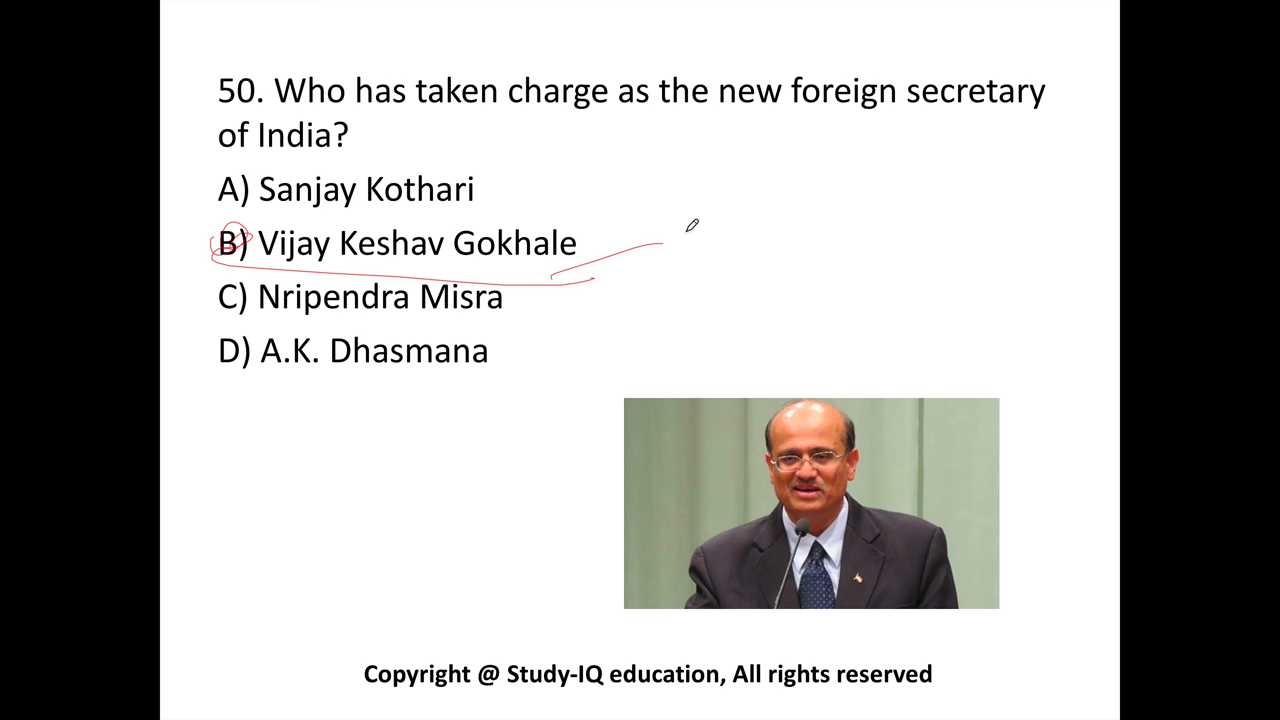 50. Who has taken charge as the new foreign secretary
of India?
A) Sanjay Kothari
B) Vijay Keshav Gokhale
C) Nripendra Misra
D) A.K. Dhasmana
Copyright @ Study-IQ education, All rights reserved